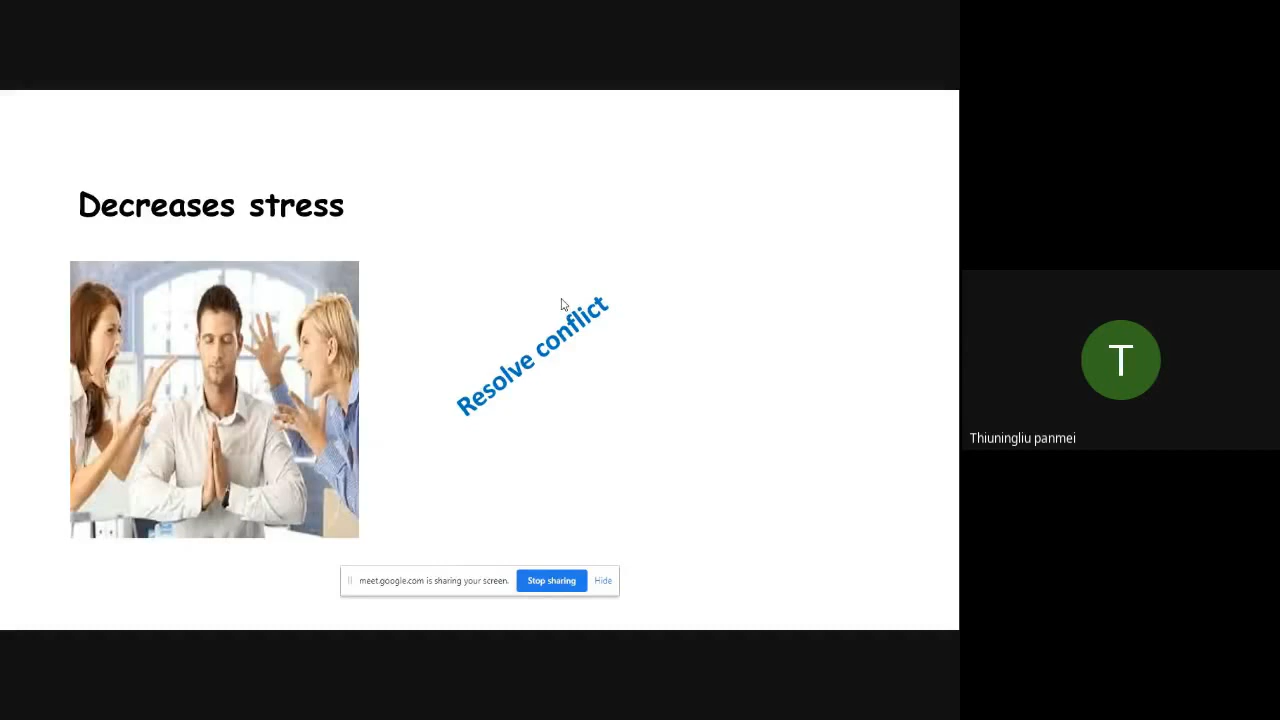 Decreases stress
Resolve conflict
meet.google.com is sharing your screen.
Stop sharing
Hide
T
Thiuningliu panmei